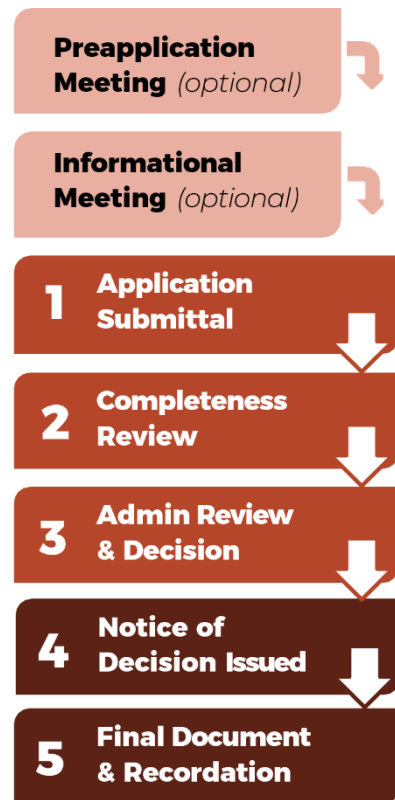 Preapplication
Meeting (optional)
Informational
Meeting (optional)
1
Application
Submittal
2
Completeness
Review
3
Admin Review
& Decision
4
Notice of
Decision Issued
5
Final Document
& Recordation